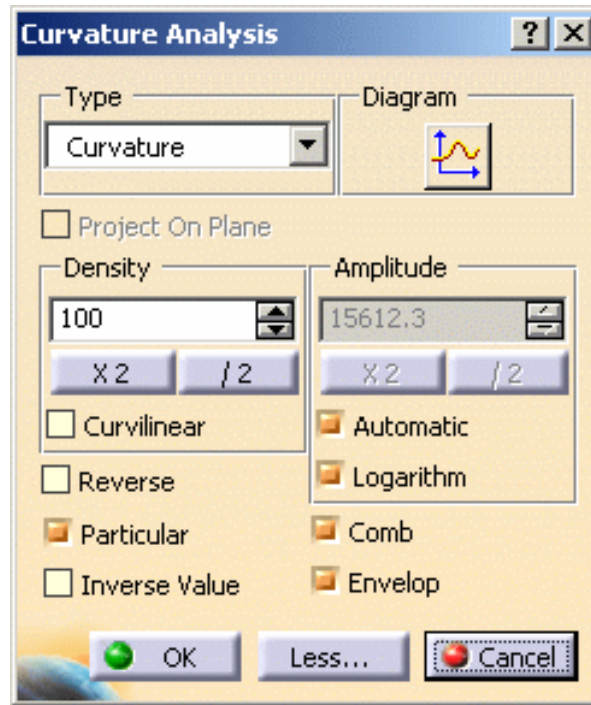 Curvature Analysis
Type
Diagram
Curvature
Project On Plane
Density
Amplitude
100
15612.3
X 2
/ 2
X 2
/ 2
Curvilinear
Automatic
Reverse
Logarithm
Particular
Comb
Inverse Value
Envelop
OK
Less...
Cancel